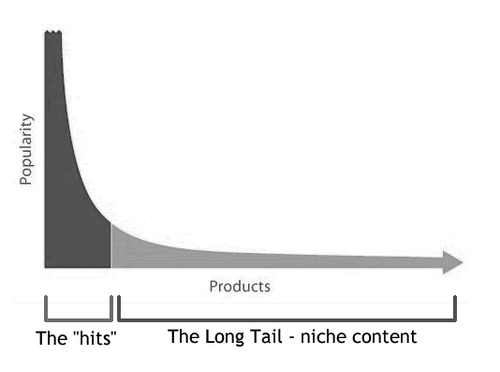 Popularity
Products
The "hits"
The Long Tail - niche content